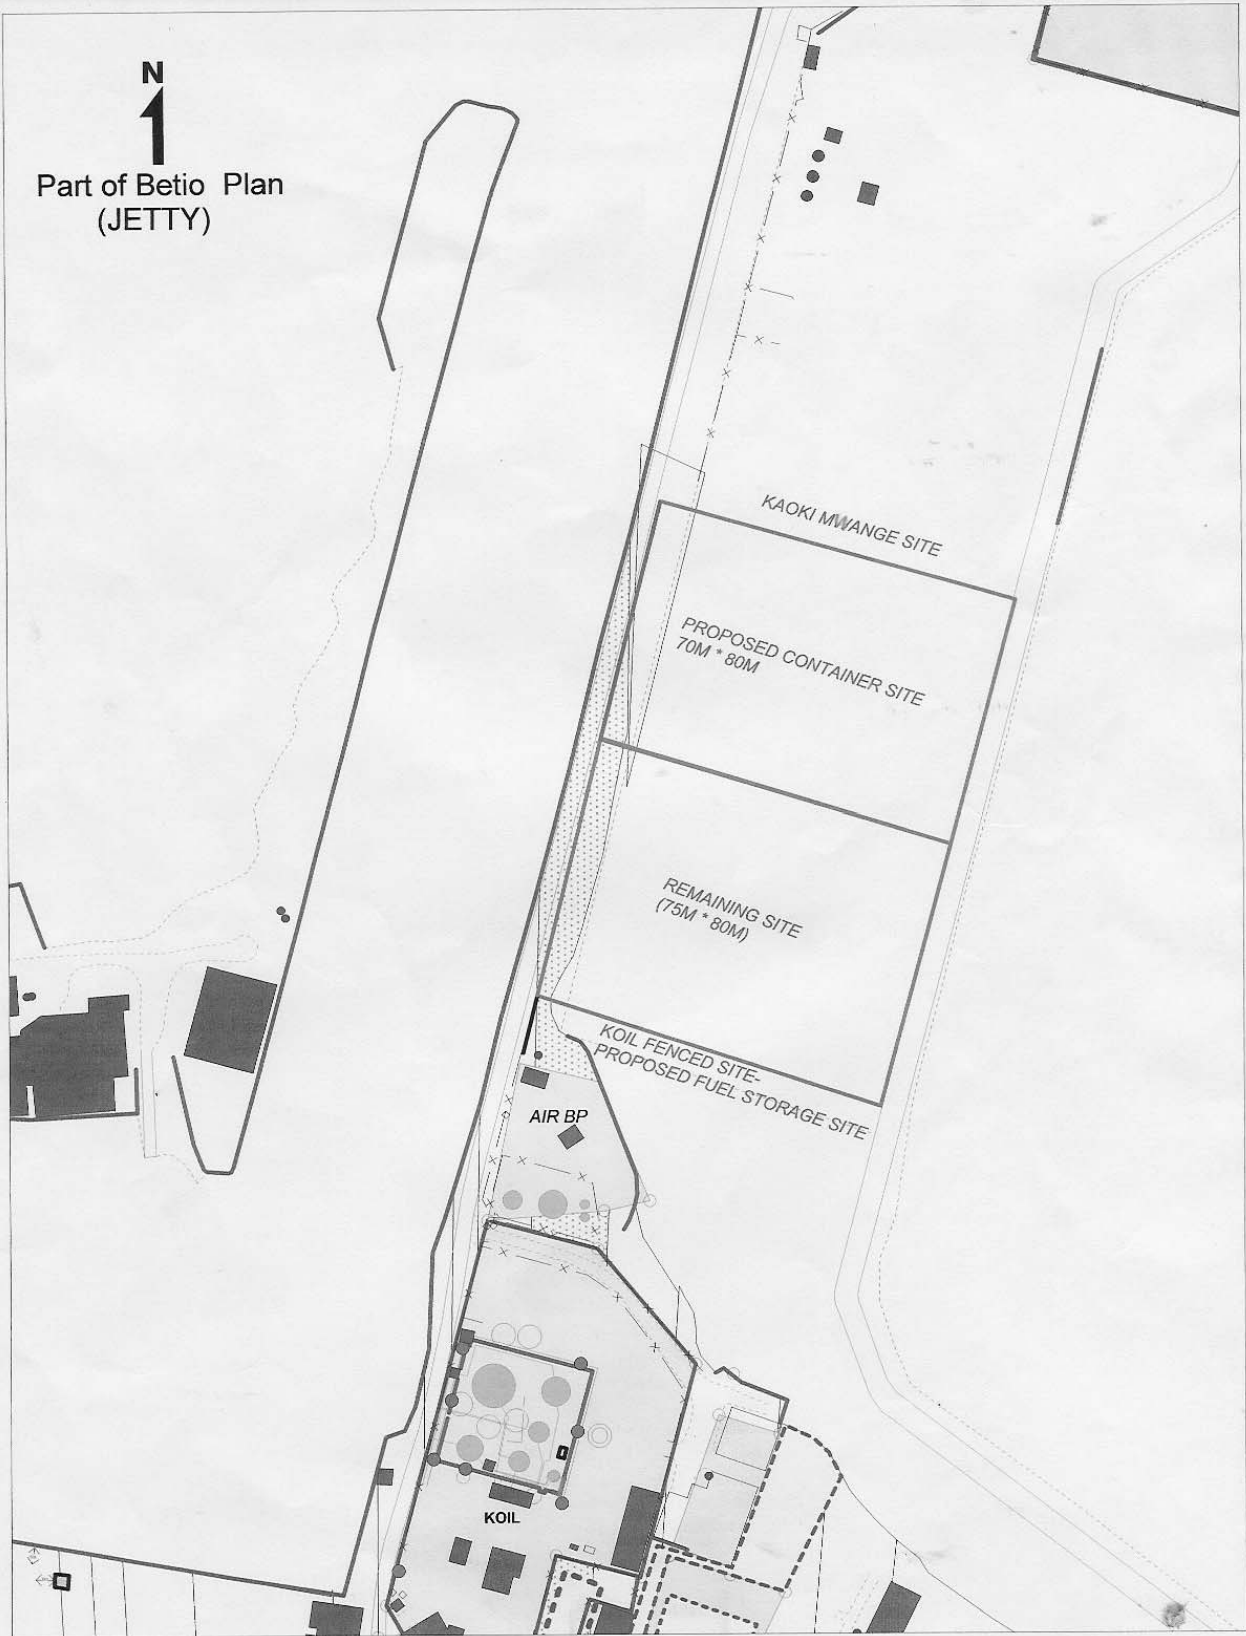 N
Part of Betio Plan
(JETTY)
KAOKI MWANGE SITE
PROPOSED CONTAINER SITE
70M * 80M
REMAINING SITE
(75M * 80M)
KOIL FENCED SITE-
PROPOSED FUEL STORAGE SITE
AIR BP
KOIL